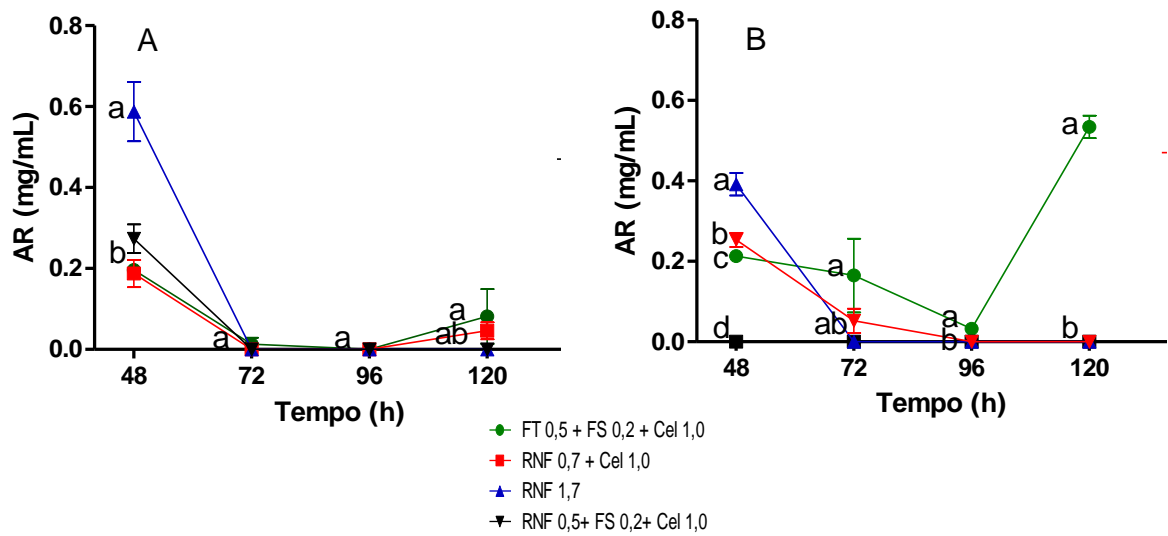 A
AR (mg/mL)
0.8
0.6
0.4
0.2
0.0
a
b
a
a
a
ab
48
72
96
120
Tempo (h)
B
AR (mg/mL)
0.8
0.6
0.4
0.2
0.0
a
b
c
d
a
ab
a
b
a
b
48
72
96
120
Tempo (h)
FT 0,5 + FS 0,2 + Cel 1,0
RNF 0,7 + Cel 1,0
RNF 1,7
RNF 0,5+ FS 0,2+ Cel 1,0